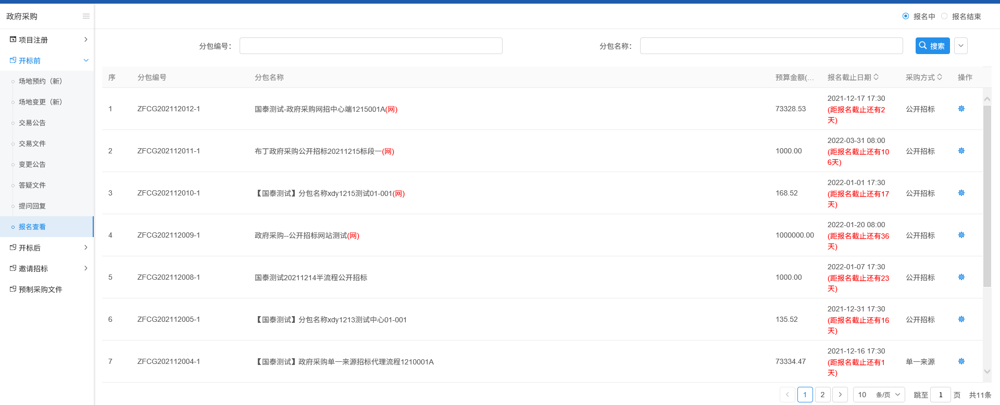 政府采购
报名中 报名结束
项目注册
开标前
场地预约（新）
场地变更（新）
交易公告
交易文件
变更公告
答疑文件
提问回复
报名查看
开标后
邀请招标
预制采购文件
分包编号： 分包名称： 搜索
序 分包编号 分包名称 预算金额(... 报名截止日期 采购方式 操作
1 ZFCG202112012-1 国泰测试-政府采购网招中心端1215001A(网) 73328.53 2021-12-17 17:30 公开招标
(距报名截止还有2
天)
2 ZFCG202112011-1 布丁政府采购公开招标20211215标段一(网) 1000.00 2022-03-31 08:00 公开招标
(距报名截止还有10
6天)
3 ZFCG202112010-1 【国泰测试】分包名称xdy1215测试01-001(网) 168.52 2022-01-01 17:30 公开招标
(距报名截止还有17
天)
4 ZFCG202112009-1 政府采购--公开招标网站测试(网) 1000000.00 2022-01-20 08:00 公开招标
(距报名截止还有36
天)
5 ZFCG202112008-1 国泰测试20211214半流程公开招标 1000.00 2022-01-07 17:30 公开招标
(距报名截止还有23
天)
6 ZFCG202112005-1 【国泰测试】分包名称xdy1213测试中心01-001 135.52 2021-12-31 17:30 公开招标
(距报名截止还有16
天)
7 ZFCG202112004-1 【国泰测试】政府采购单一来源招标代理流程1210001A 73334.47 2021-12-16 17:30 单一来源
(距报名截止还有1
天)
1 2 10 条/页 跳至 1 页 共11条